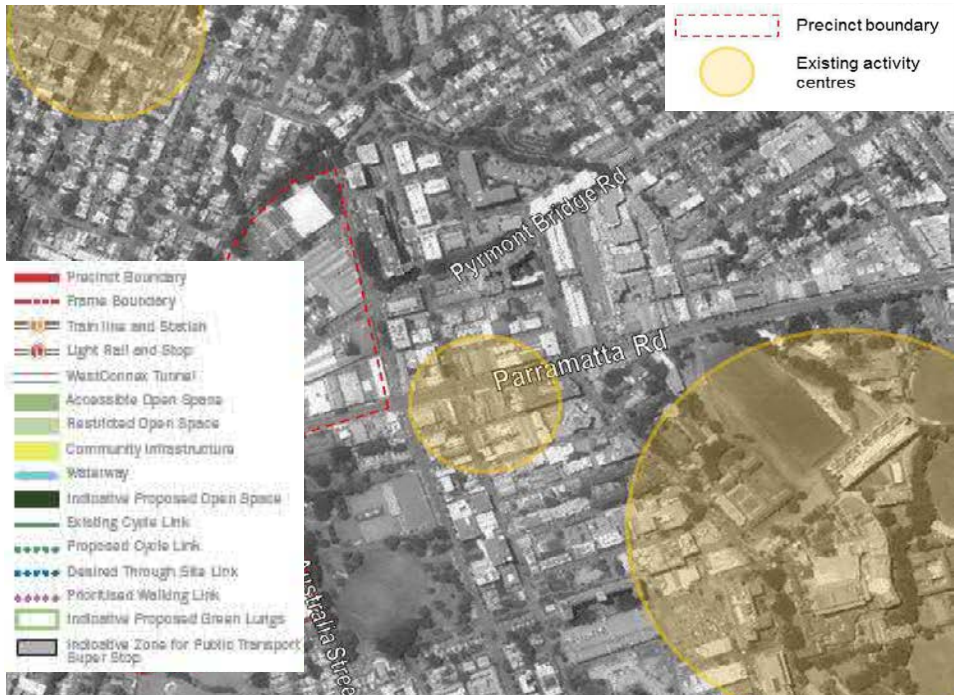 Precinct boundary
Existing activity
centres
Pyrmont Bridge Rd
Parramatta Rd
Precinct Boundary
Frame Boundary
Train line and Station
Light Rail and Stop
WestConnex Tunnel
Accessible Open Space
Restricted Open Space
Community Infrastructure
Waterway
Indicative Proposed Open Space
Existing Cycle Link
Proposed Cycle Link
Desired Through Site Link
Prioritised Walking Link
Indicative Proposed Green Lungs
Indicative Zone for Public Transport
Super Stop
Australia Stree